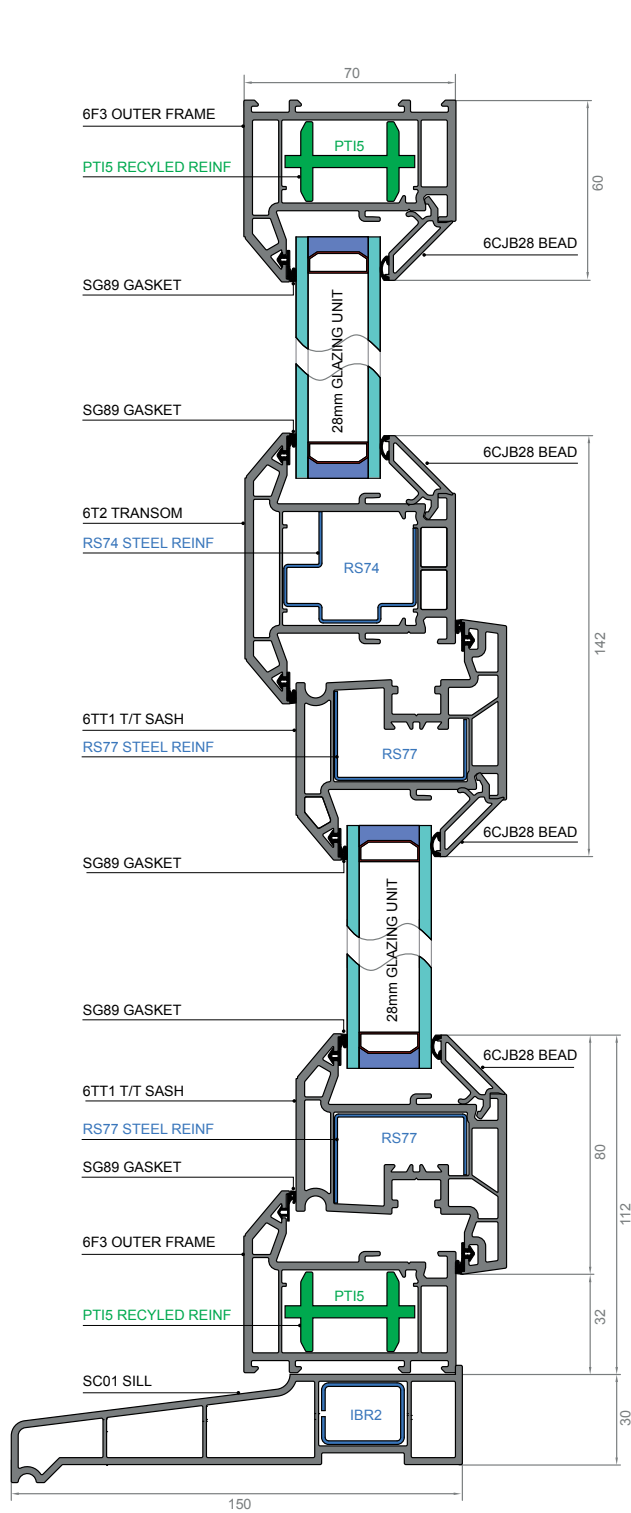 70
6F3 OUTER FRAME
PTI5
PTI5 RECYLED REINF
60
6CJB28 BEAD
SG89 GASKET
28mm GLAZING UNIT
SG89 GASKET
6CJB28 BEAD
6T2 TRANSOM
RS74 STEEL REINF
RS74
142
6TT1 T/T SASH
RS77 STEEL REINF
RS77
6CJB28 BEAD
SG89 GASKET
28mm GLAZING UNIT
SG89 GASKET
6CJB28 BEAD
6TT1 T/T SASH
RS77 STEEL REINF
RS77
80
SG89 GASKET
112
6F3 OUTER FRAME
PTI5
PTI5 RECYLED REINF
32
SC01 SILL
IBR2
30
150